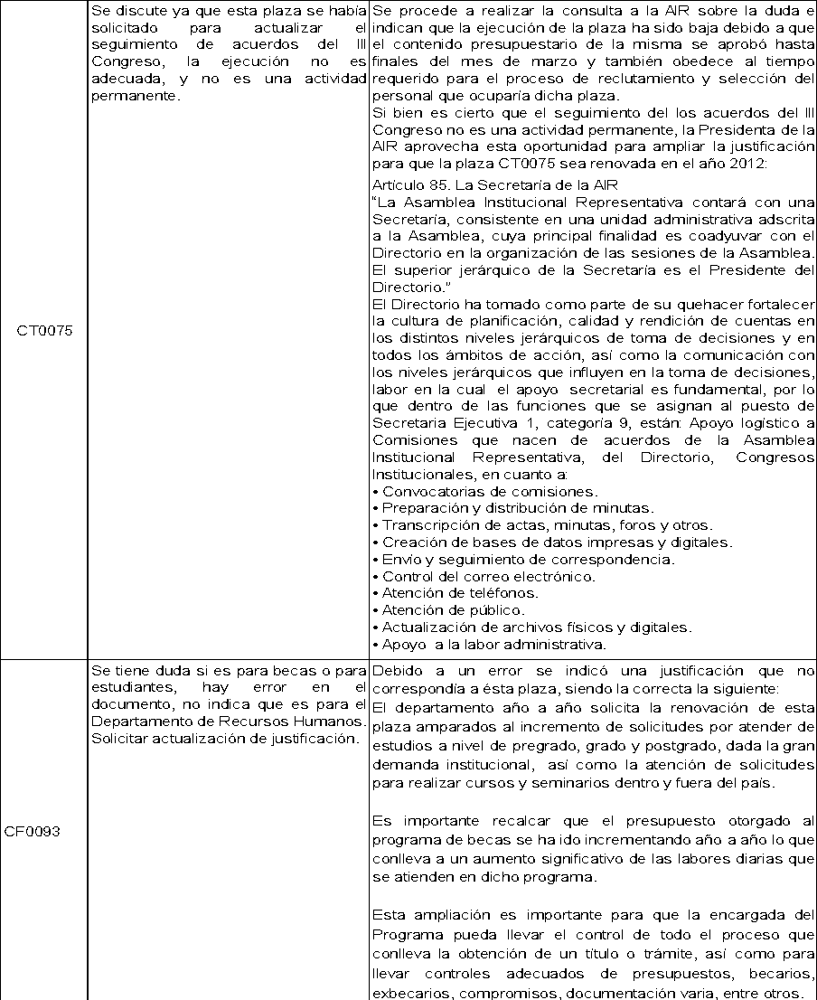 CT0075
Se discute ya que esta plaza se había
solicitado para actualizar el
seguimiento de acuerdos del III
Congreso, la ejecución no es
adecuada, y no es una actividad
permanente.
Se procede a realizar la consulta a la AIR sobre la duda e
indican que la ejecución de la plaza ha sido baja debido a que
el contenido presupuestario de la misma se aprobó hasta
finales del mes de marzo y también obedece al tiempo
requerido para el proceso de reclutamiento y selección del
personal que ocuparía dicha plaza.
Si bien es cierto que el seguimiento del los acuerdos del III
Congreso no es una actividad permanente, la Presidenta de la
AIR aprovecha esta oportunidad para ampliar la justificación
para que la plaza CT0075 sea renovada en el año 2012:
Artículo 85. La Secretaría de la AIR
“La Asamblea Institucional Representativa contará con una
Secretaría, consistente en una unidad administrativa adscrita
a la Asamblea, cuya principal finalidad es coadyuvar con el
Directorio en la organización de las sesiones de la Asamblea.
El superior jerárquico de la Secretaría es el Presidente del
Directorio.”
El Directorio ha tomado como parte de su quehacer fortalecer
la cultura de planificación, calidad y rendición de cuentas en
los distintos niveles jerárquicos de toma de decisiones y en
todos los ámbitos de acción, así como la comunicación con
los niveles jerárquicos que influyen en la toma de decisiones,
labor en la cual el apoyo secretarial es fundamental, por lo
que dentro de las funciones que se asignan al puesto de
Secretaria Ejecutiva 1, categoría 9, están: Apoyo logístico a
Comisiones que nacen de acuerdos de la Asamblea
Institucional Representativa, del Directorio, Congresos
Institucionales, en cuanto a:
• Convocatorias de comisiones.
• Preparación y distribución de minutas.
• Transcripción de actas, minutas, foros y otros.
• Creación de bases de datos impresas y digitales.
• Envío y seguimiento de correspondencia.
• Control del correo electrónico.
• Atención de teléfonos.
• Atención de público.
• Actualización de archivos físicos y digitales.
• Apoyo a la labor administrativa.
CF0093
Se tiene duda si es para becas o para
estudiantes, hay error en el
documento, no indica que es para el
Departamento de Recursos Humanos.
Solicitar actualización de justificación.
Debido a un error se indicó una justificación que no
correspondía a ésta plaza, siendo la correcta la siguiente:
El departamento año a año solicita la renovación de esta
plaza amparados al incremento de solicitudes por atender de
estudios a nivel de pregrado, grado y postgrado, dada la gran
demanda institucional, así como la atención de solicitudes
para realizar cursos y seminarios dentro y fuera del país.
Es importante recalcar que el presupuesto otorgado al
programa de becas se ha ido incrementando año a año lo que
conlleva a un aumento significativo de las labores diarias que
se atienden en dicho programa.
Esta ampliación es importante para que la encargada del
Programa pueda llevar el control de todo el proceso que
conlleva la obtención de un título o trámite, así como para
llevar controles adecuados de presupuestos, becarios,
exbecarios, compromisos, documentación varia, entre otros.